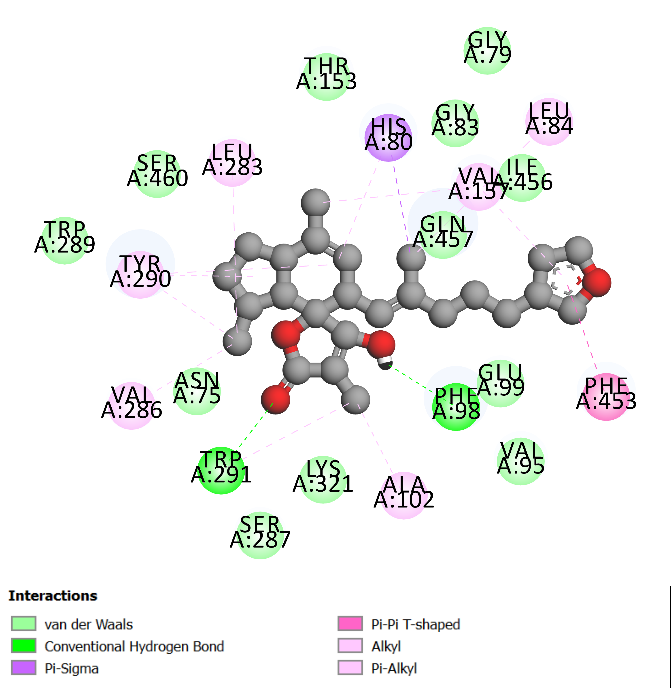 GLY
A:79
THR
A:153
GLY
A:83
LEU
A:84
HIS
A:80
LEU
A:283
SER
A:460
VAL
A:157
ILE
A:456
TRP
A:289
GLN
A:457
TYR
A:290
ASN
A:75
VAL
A:286
GLU
A:99
PHE
A:98
PHE
A:453
TRP
A:291
LYS
A:321
ALA
A:102
VAL
A:95
SER
A:287
Interactions
van der Waals
Conventional Hydrogen Bond
Pi-Sigma
Pi-Pi T-shaped
Alkyl
Pi-Alkyl